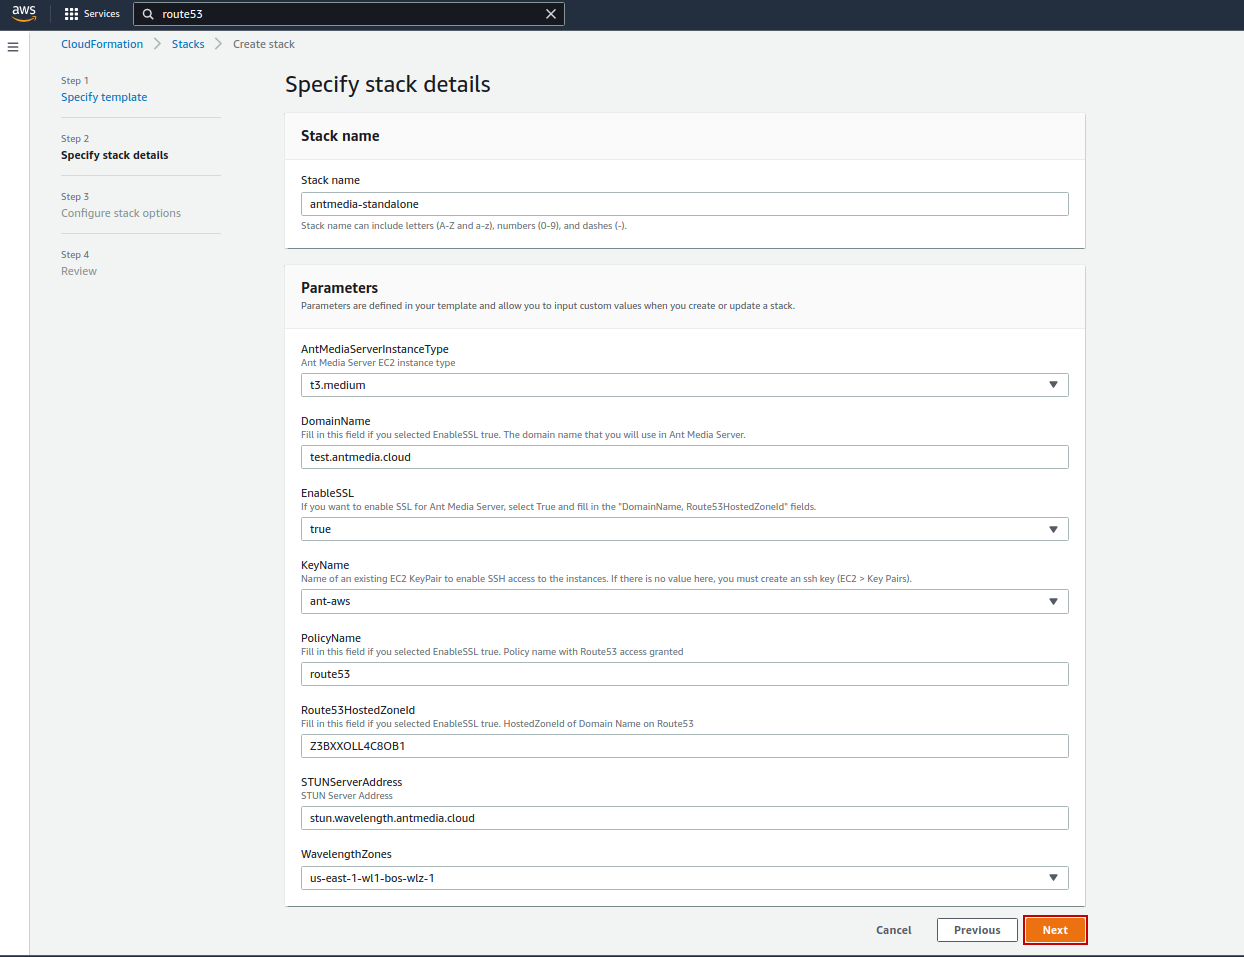 aws
Services
route53
CloudFormation > Stacks > Create stack
Step 1
Specify template
Step 2
Specify stack details
Step 3
Configure stack options
Step 4
Review
Specify stack details
Stack name
Stack name
antmedia-standalone
Stack name can include letters (A-Z and a-z), numbers (0-9), and dashes (-).
Parameters
Parameters are defined in your template and allow you to input custom values when you create or update a stack.
AntMediaServerInstanceType
Ant Media Server EC2 instance type
t3.medium
DomainName
Fill in this field if you selected EnableSSL true. The domain name that you will use in Ant Media Server.
test.antmedia.cloud
EnableSSL
If you want to enable SSL for Ant Media Server, select True and fill in the "DomainName, Route53HostedZoneId" fields.
true
KeyName
Name of an existing EC2 KeyPair to enable SSH access to the instances. If there is no value here, you must create an ssh key (EC2 > Key Pairs).
ant-aws
PolicyName
Fill in this field if you selected EnableSSL true. Policy name with Route53 access granted
route53
Route53HostedZoneId
Fill in this field if you selected EnableSSL true. HostedZoneId of Domain Name on Route53
Z3BXXOLL4C8OB1
STUNServerAddress
STUN Server Address
stun.wavelength.antmedia.cloud
WavelengthZones
us-east-1-wl1-bos-wlz-1
Cancel
Previous
Next